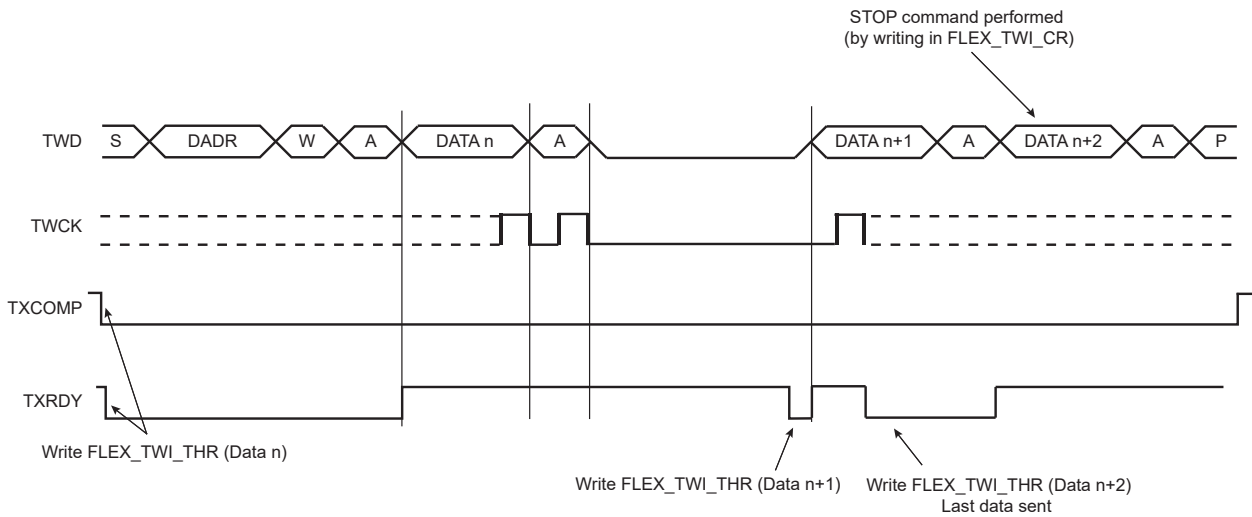 STOP command performed
(by writing in FLEX_TWI_CR)
TWD S DADR W A DATA n A DATA n+1 A DATA n+2 A P
TWCK
TXCOMP
TXRDY
Write FLEX_TWI_THR (Data n)
Write FLEX_TWI_THR (Data n+1) Write FLEX_TWI_THR (Data n+2)
Last data sent